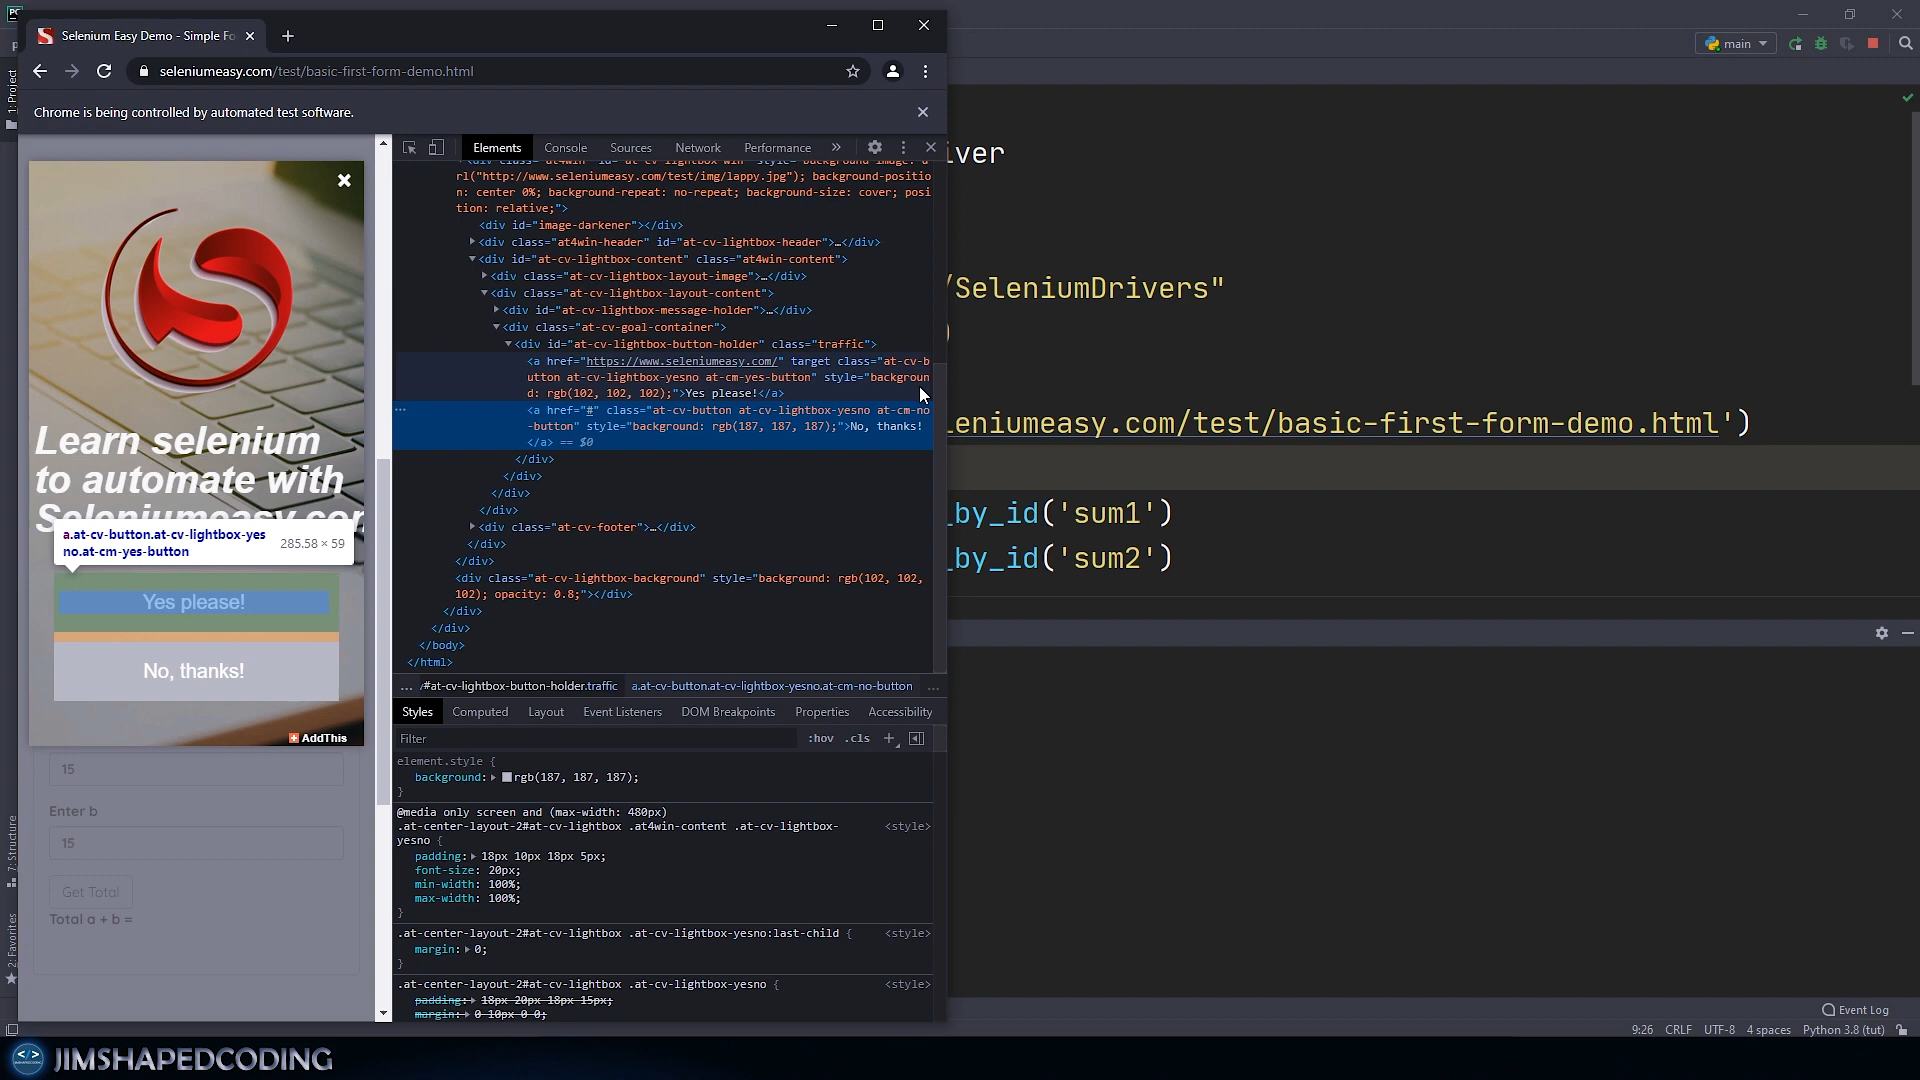 PC
Selenium Easy Demo - Simple Fo
main
seleniumeasy.com/test/basic-first-form-demo.html
Chrome is being controlled by automated test software.
1: Project
Elements
Console
Sources
Network
Performance
rl("http://www.seleniumeasy.com/test/img/lappy.jpg"); background-positio
n: center 0%; background-repeat: no-repeat; background-size: cover; posi
tion: relative;">
<div id="image-darkener"></div>
<div class="at4win-header" id="at-cv-lightbox-header">…</div>
<div id="at-cv-lightbox-content" class="at4win-content">
<div class="at-cv-lightbox-layout-image">…</div>
<div class="at-cv-lightbox-layout-content">
<div id="at-cv-lightbox-message-holder">…</div>
<div class="at-cv-goal-container">
<div id="at-cv-lightbox-button-holder" class="traffic">
<a href="https://www.seleniumeasy.com/" target class="at-cv-b
utton at-cv-lightbox-yesno at-cm-yes-button" style="backgroun
d: rgb(102, 102, 102);">Yes please!</a>
<a href="#" class="at-cv-button at-cv-lightbox-yesno at-cm-no
-button" style="background: rgb(187, 187, 187);">No, thanks!
</a> == $0
</div>
</div>
</div>
</div>
<div class="at-cv-footer">…</div>
</div>
</div>
<div class="at-cv-lightbox-background" style="background: rgb(102, 102,
102); opacity: 0.8;"></div>
</div>
</div>
</body>
</html>
… /#at-cv-lightbox-button-holder.traffic a.at-cv-button.at-cv-lightbox-yesno.at-cm-no-button …
Styles
Computed
Layout
Event Listeners
DOM Breakpoints
Properties
Accessibility
Filter
:hov .cls
element.style {
background: rgb(187, 187, 187);
}
@media only screen and (max-width: 480px)
.at-center-layout-2#at-cv-lightbox .at4win-content .at-cv-lightbox-
yesno {
<style>
padding: 18px 10px 18px 5px;
font-size: 20px;
min-width: 100%;
max-width: 100%;
}
.at-center-layout-2#at-cv-lightbox .at-cv-lightbox-yesno:last-child {
<style>
margin: 0;
}
.at-center-layout-2#at-cv-lightbox .at-cv-lightbox-yesno {
<style>
padding: 18px 20px 18px 15px;
margin: 0 10px 0 0;
Learn selenium
to automate with
Seleniumeasy.com
a.at-cv-button.at-cv-lightbox-yes
no.at-cm-yes-button
285.58 × 59
Yes please!
No, thanks!
AddThis
15
Enter b
15
Get Total
Total a + b =
7: Structure
2: Favorites
iver
/SeleniumDrivers"
)
eniumeasy.com/test/basic-first-form-demo.html')
_by_id('sum1')
_by_id('sum2')
Event Log
9:26 CRLF UTF-8 4 spaces Python 3.8 (tut)
JIMSHAPEDCODING